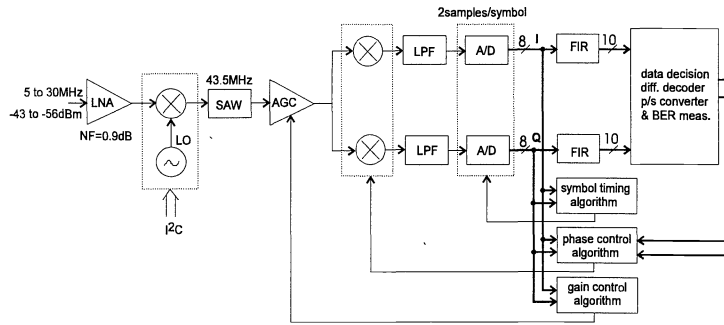 2samples/symbol
5 to 30MHz
-43 to -56dBm
LNA
NF=0.9dB
LO
I²C
43.5MHz
SAW
AGC
LPF
A/D
8
I
FIR
10
LPF
A/D
8
Q
FIR
10
data decision
diff. decoder
p/s converter
& BER meas.
symbol timing
algorithm
phase control
algorithm
gain control
algorithm